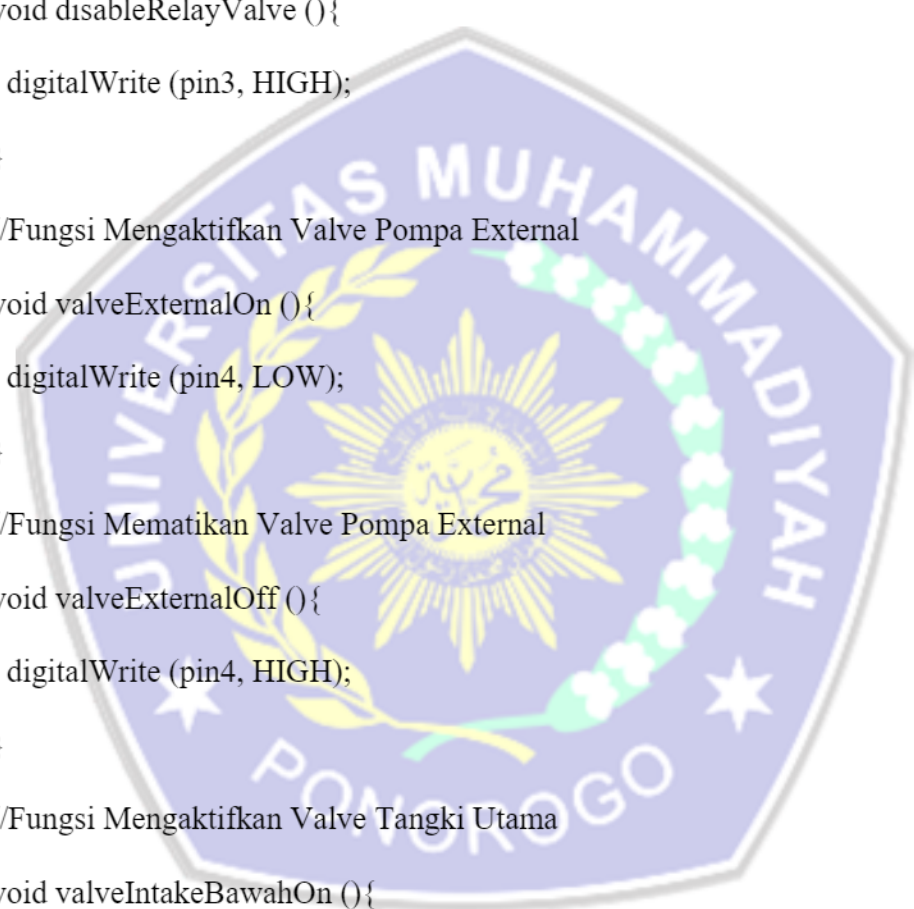 void disableRelayValve (){
digitalWrite (pin3, HIGH);
}
/Fungsi Mengaktifkan Valve Pompa External
void valveExternalOn (){
digitalWrite (pin4, LOW);
}
/Fungsi Mematikan Valve Pompa External
void valveExternalOff (){
digitalWrite (pin4, HIGH);
}
/Fungsi Mengaktifkan Valve Tangki Utama
void valveIntakeBawahOn (){
UNIVERSITAS MUHAMMADIYAH
PONOROGO